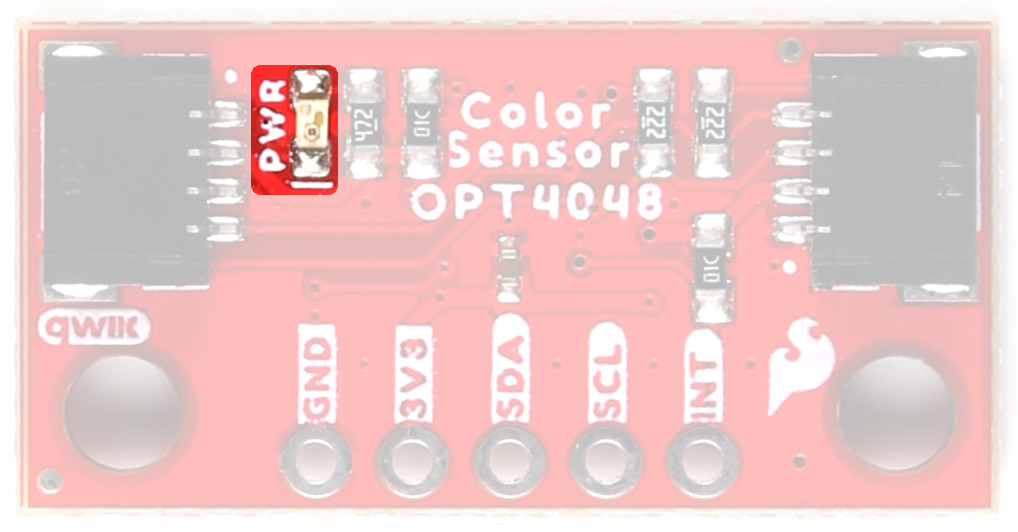 PWR
472
01C
Color
Sensor
OPT4048
222
222
01C
qwiic
GND
3V3
SDA
SCL
INT